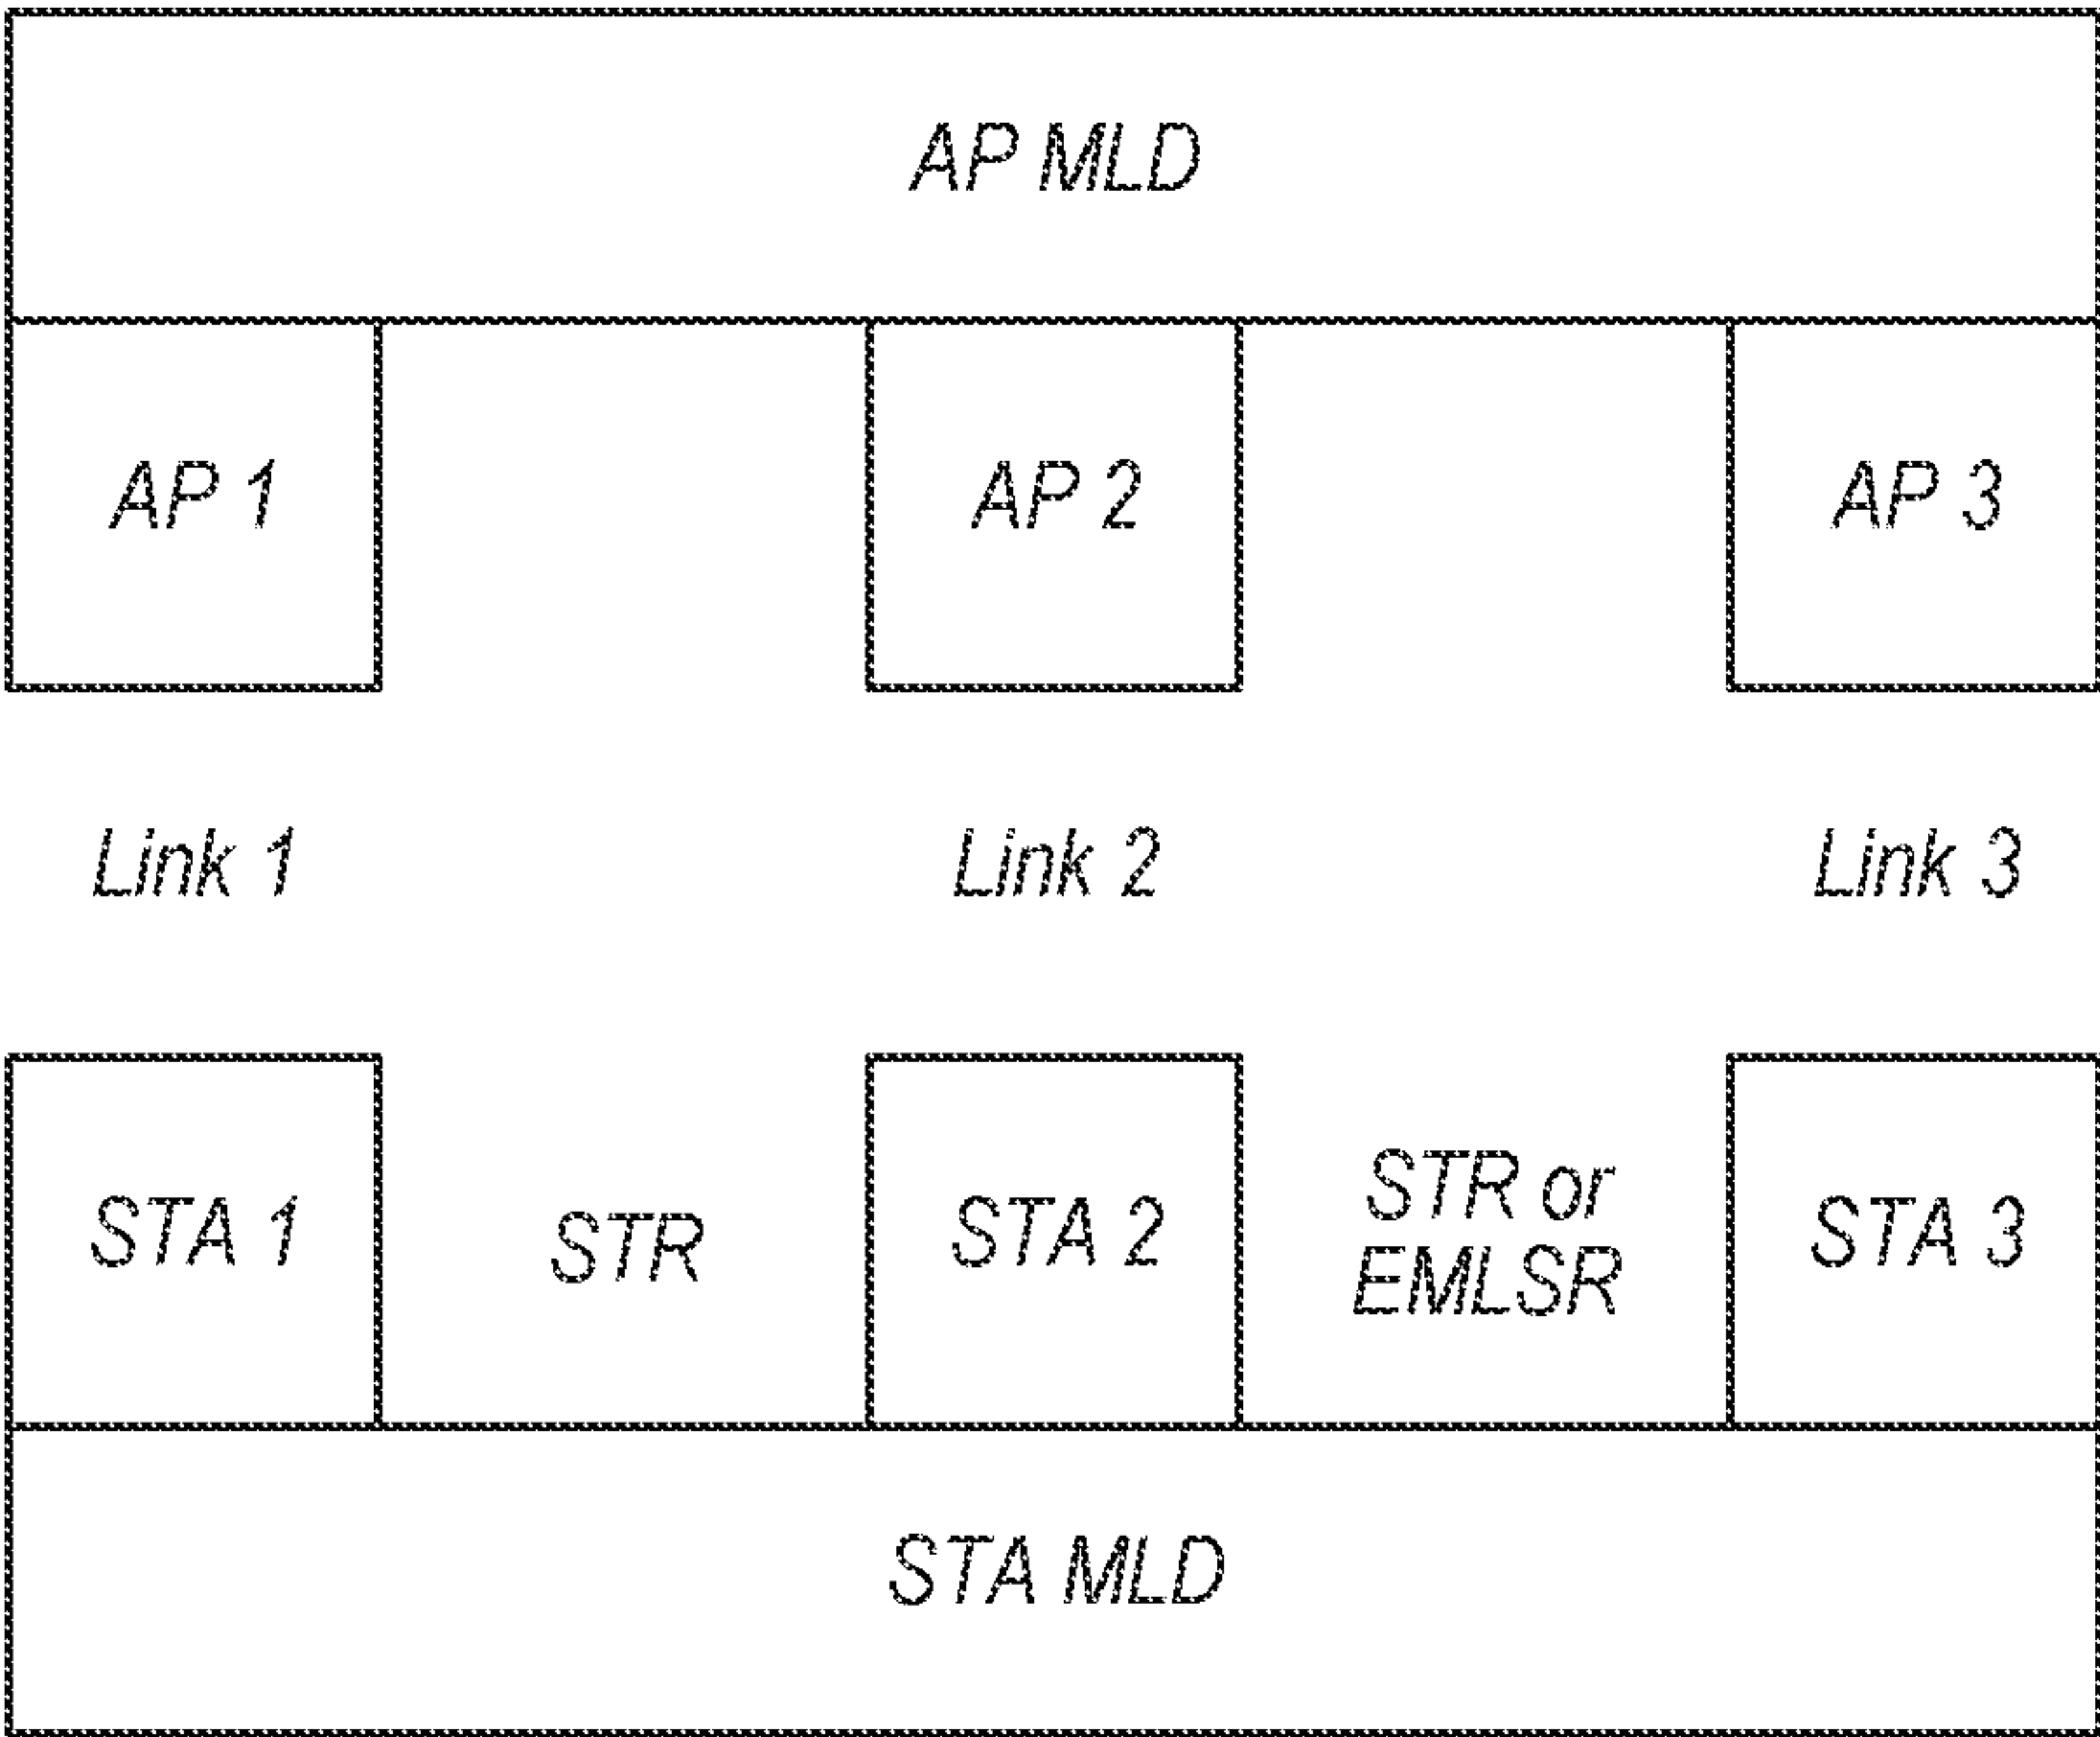 AP MLD
AP 1
AP 2
AP 3
Link 1
Link 2
Link 3
STA 1
STR
STA 2
STR or
EMLSR
STA 3
STA MLD